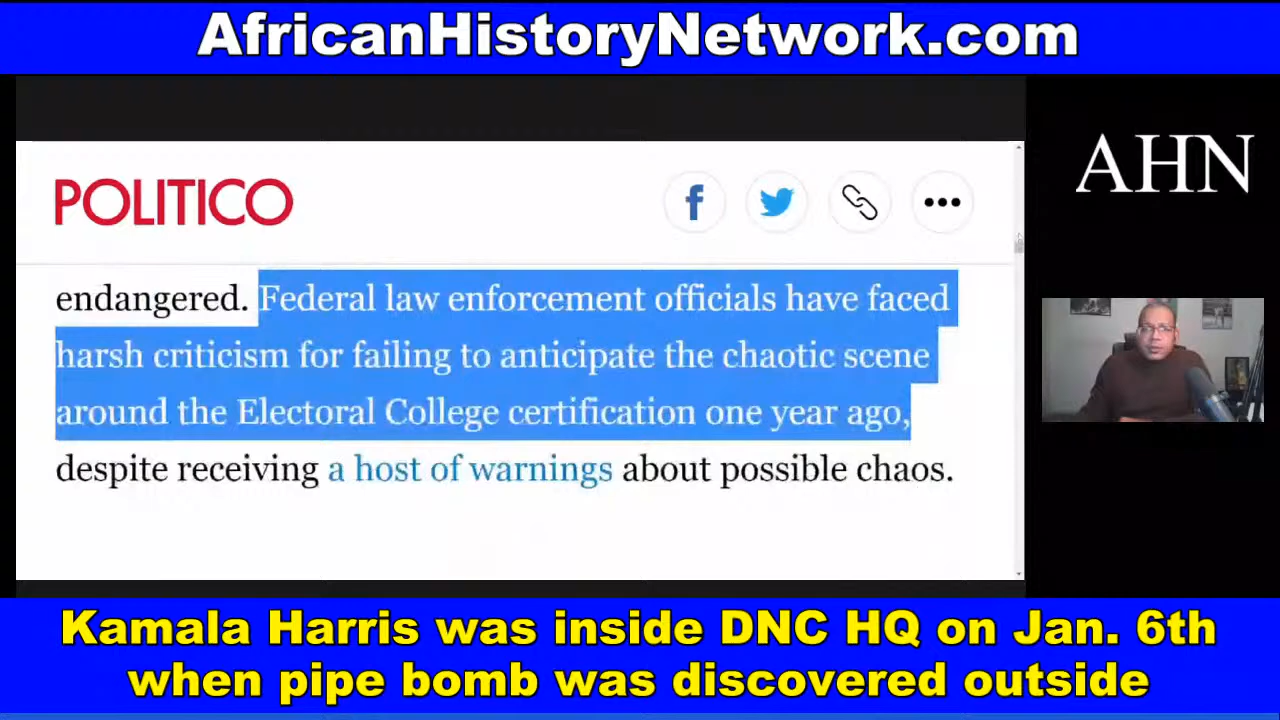 AfricanHistoryNetwork.com
POLITICO
AHN
endangered. Federal law enforcement officials have faced
harsh criticism for failing to anticipate the chaotic scene
around the Electoral College certification one year ago,
despite receiving a host of warnings about possible chaos.
Kamala Harris was inside DNC HQ on Jan. 6th
when pipe bomb was discovered outside